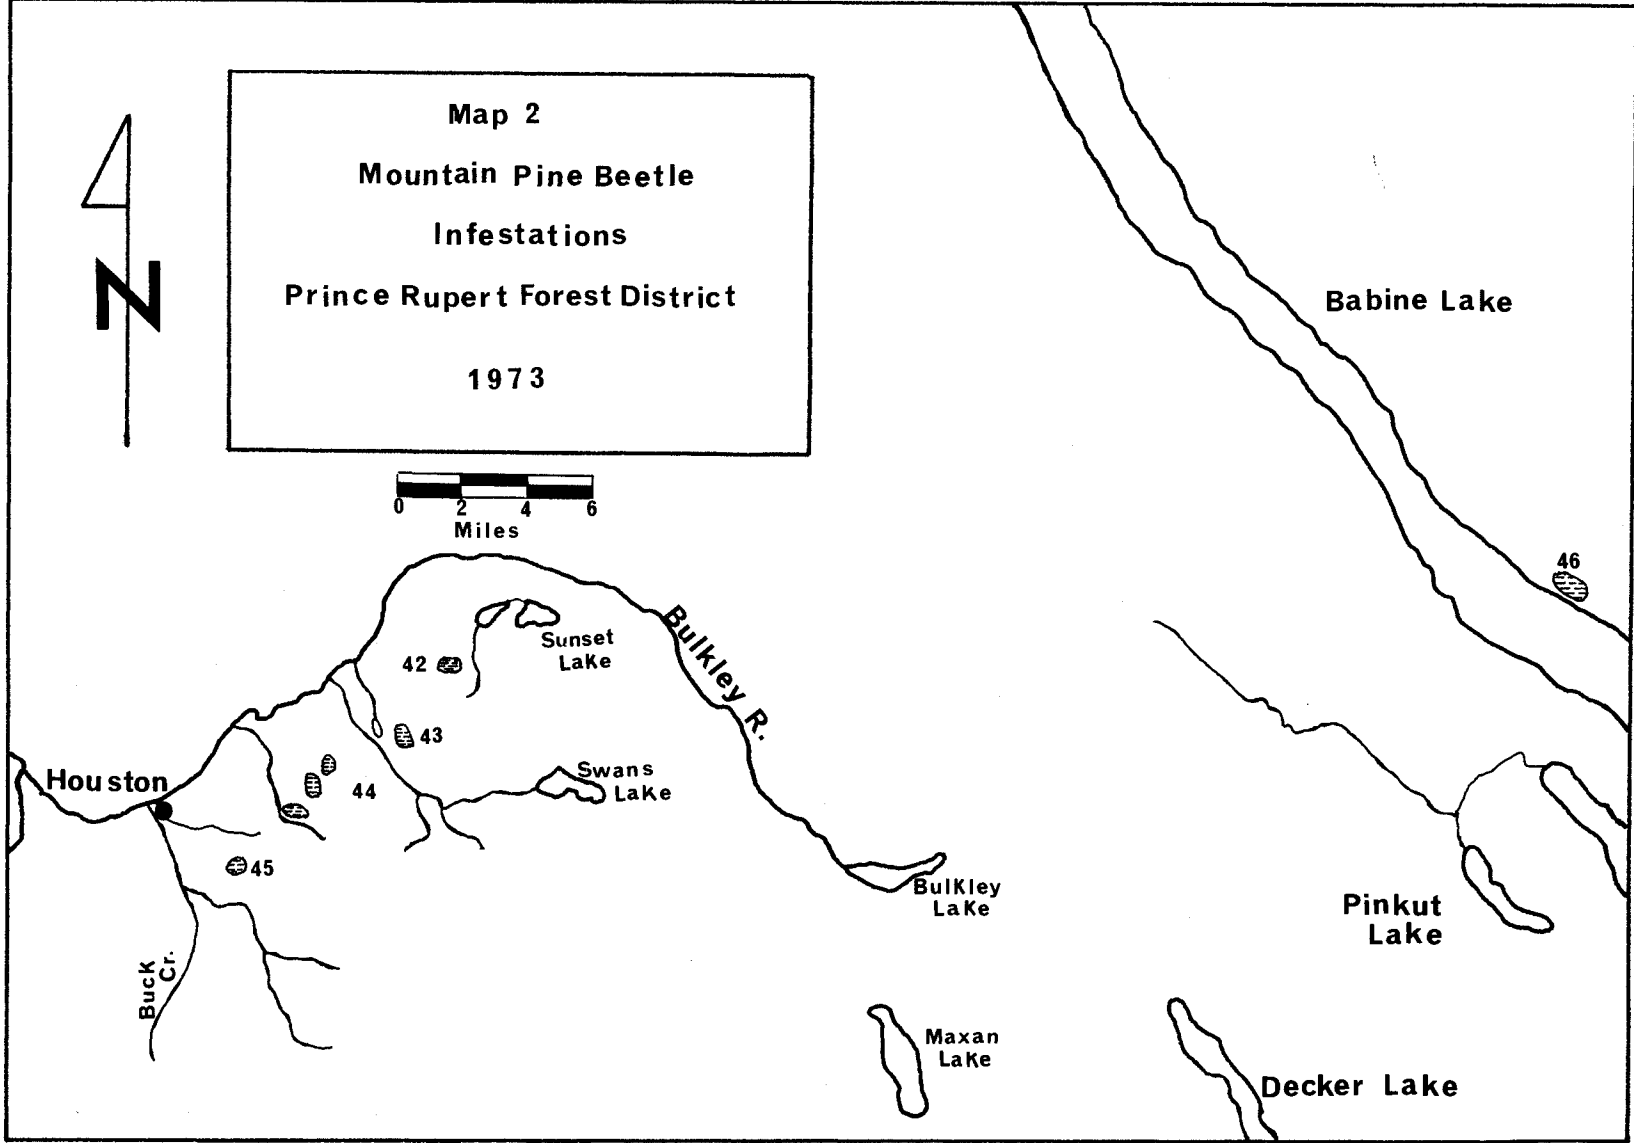 Map 2
Mountain Pine Beetle
Infestations
Prince Rupert Forest District
1973
N
0 2 4 6
Miles
Babine Lake
46
Bulkley R.
Sunset
Lake
42
43
44
Swans
Lake
Houston
45
Buck
Cr.
Bulkley
Lake
Pinkut
Lake
Maxan
Lake
Decker Lake